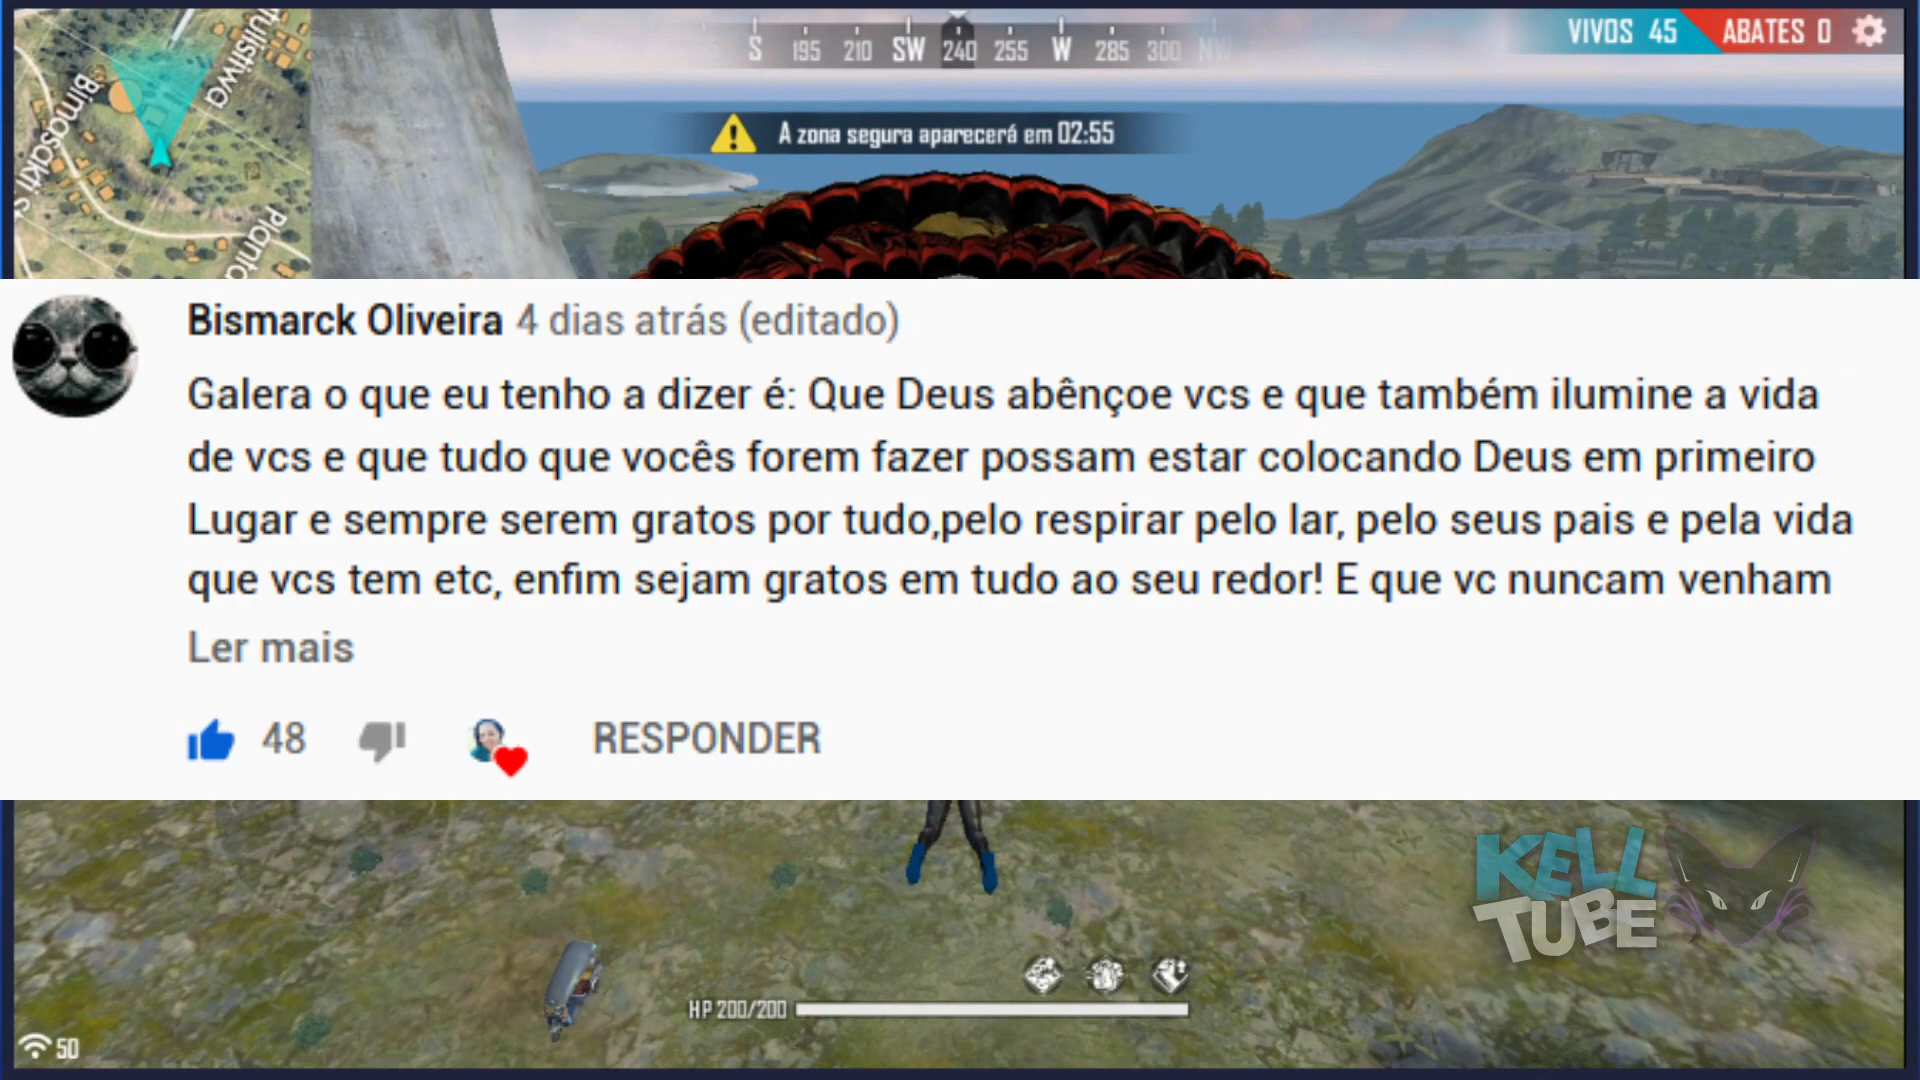 S 195 210 SW 240 255 W 285 300 NW
VIVOS 45 ABATES 0
A zona segura aparecerá em 02:55
Bimasakti
Bismarck Oliveira 4 dias atrás (editado)
Galera o que eu tenho a dizer é: Que Deus abênçoe vcs e que também ilumine a vida
de vcs e que tudo que vocês forem fazer possam estar colocando Deus em primeiro
Lugar e sempre serem gratos por tudo,pelo respirar pelo lar, pelo seus pais e pela vida
que vcs tem etc, enfim sejam gratos em tudo ao seu redor! E que vc nuncam venham
Ler mais
48 RESPONDER
KELL
TUBE
HP 200/200
50